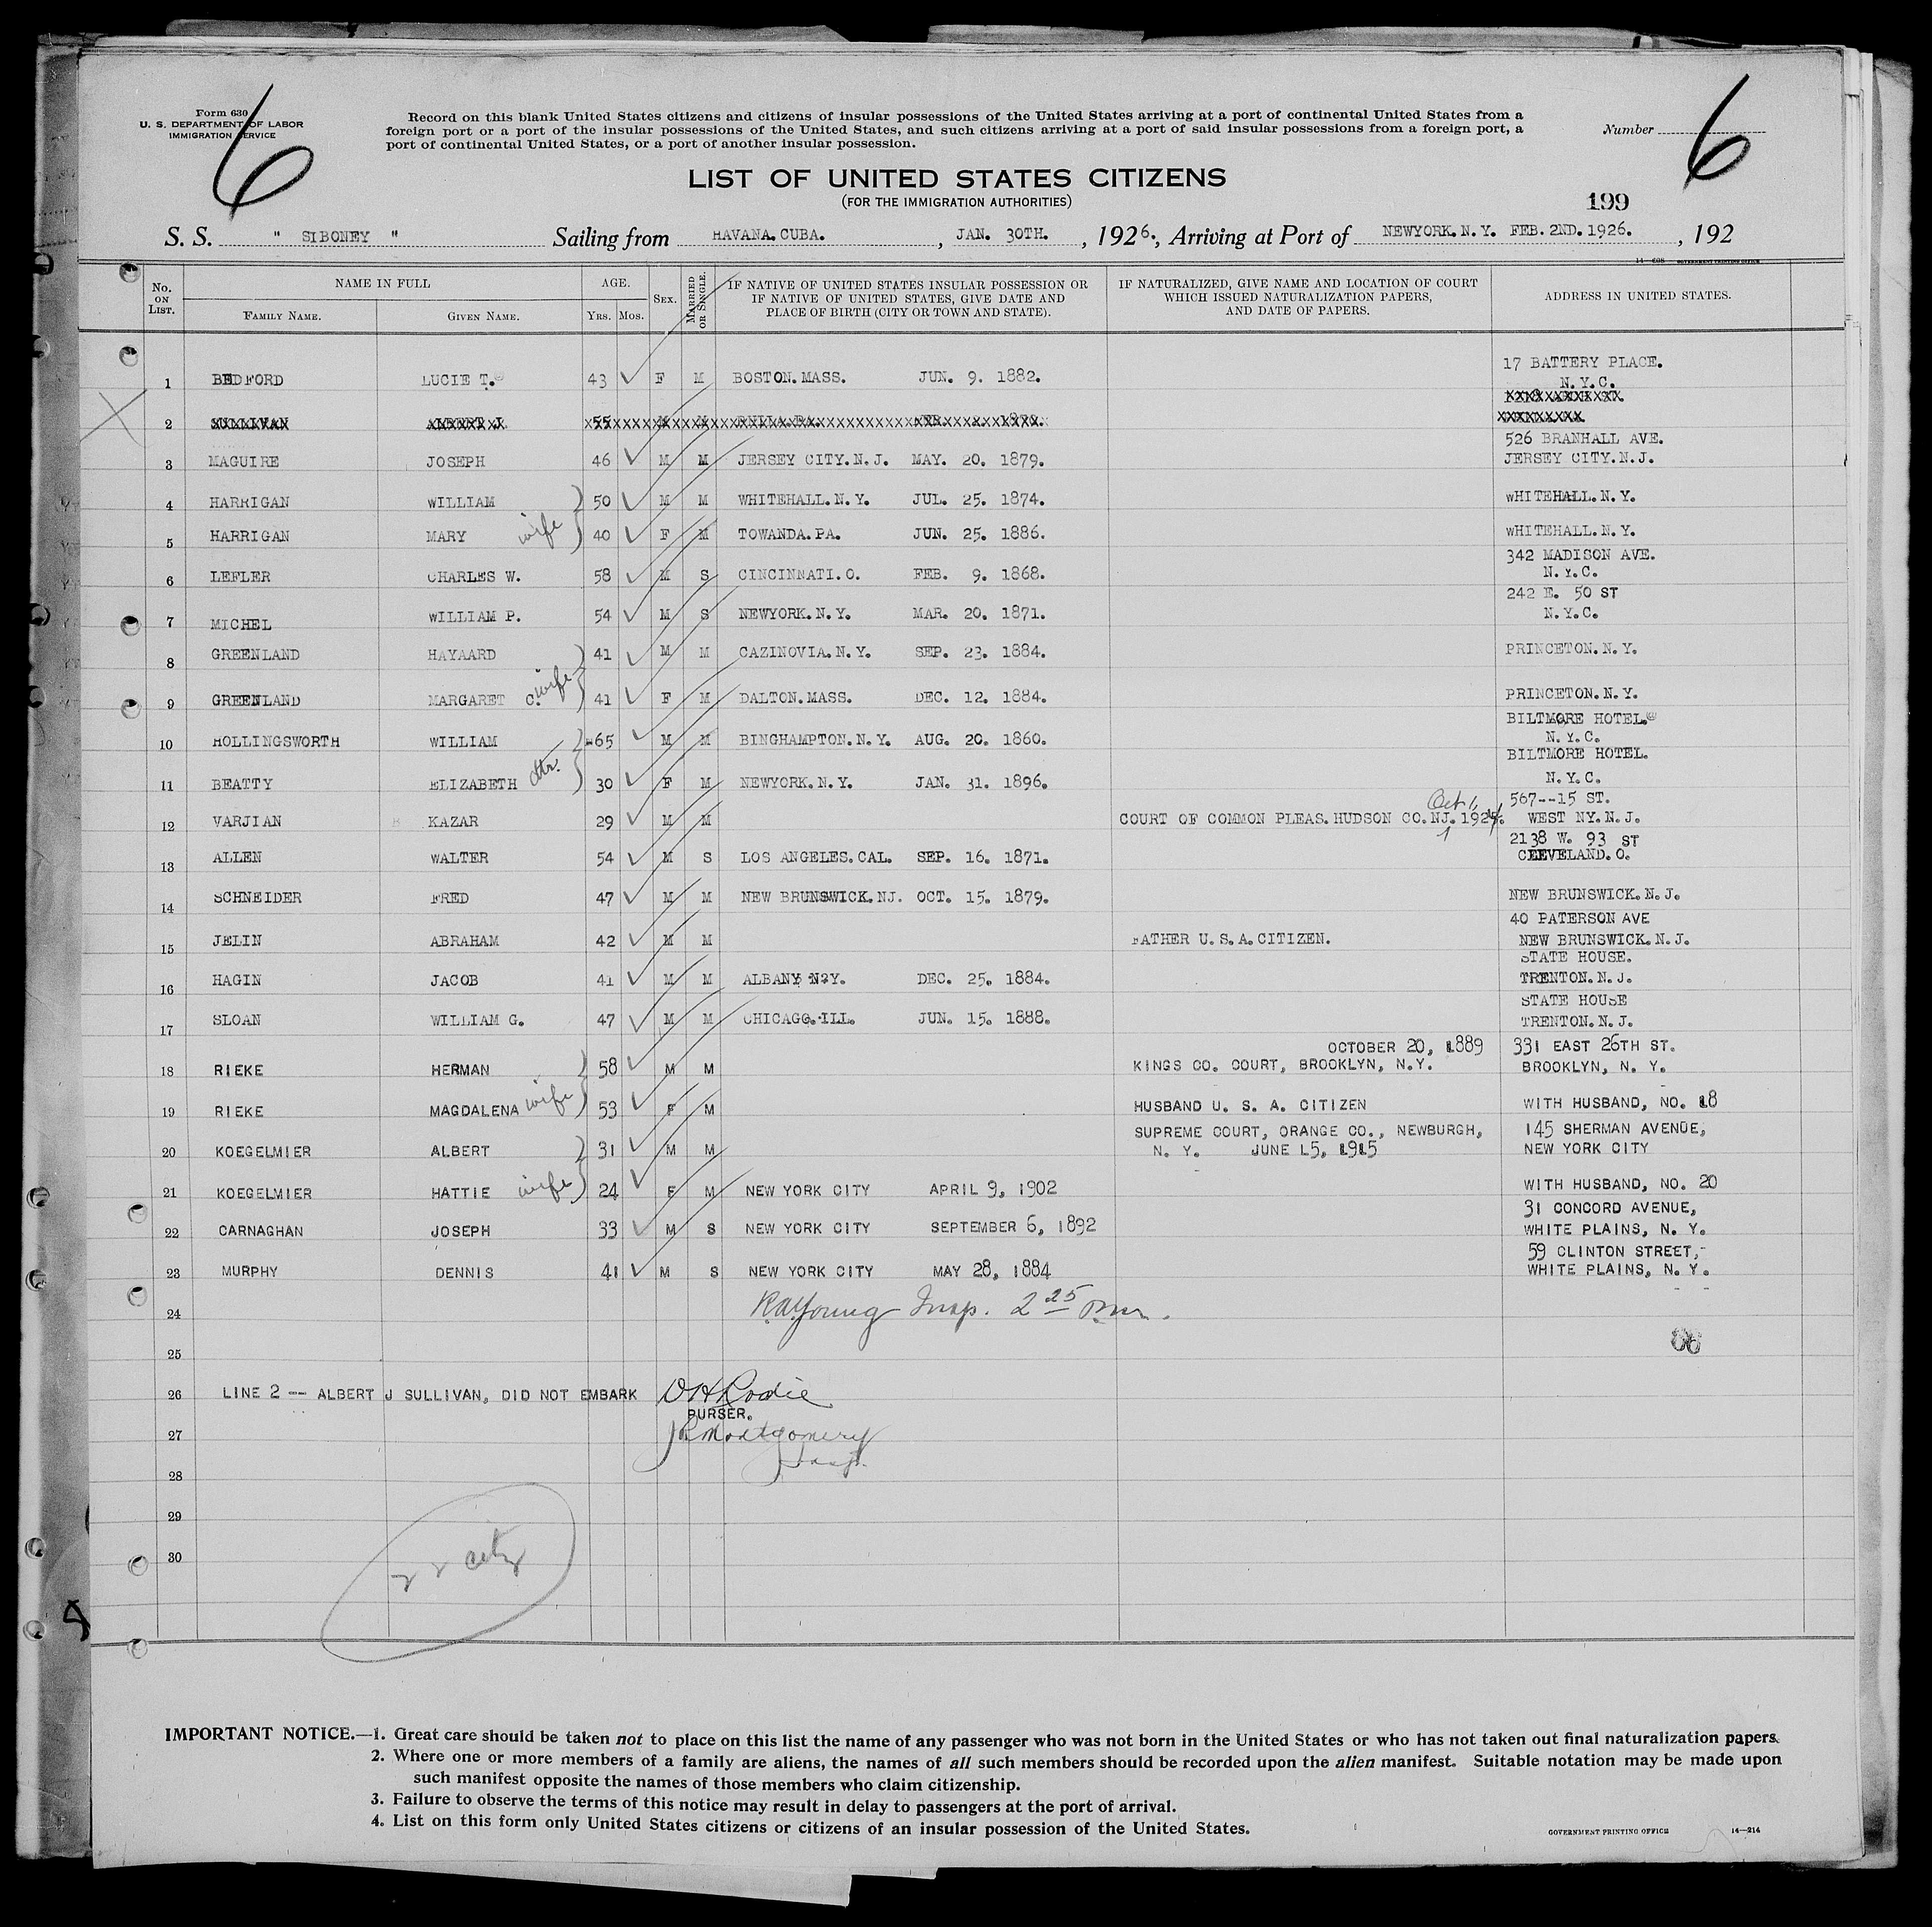 Form 630
U. S. DEPARTMENT OF LABOR
IMMIGRATION SERVICE
6
Record on this blank United States citizens and citizens of insular possessions of the United States arriving at a port of continental United States from a
foreign port or a port of the insular possessions of the United States, and such citizens arriving at a port of said insular possessions from a foreign port, a
port of continental United States, or a port of another insular possession.
Number 6
LIST OF UNITED STATES CITIZENS
(FOR THE IMMIGRATION AUTHORITIES)
199
S. S. " SIBONEY " Sailing from HAVANA.CUBA. , JAN. 30TH. , 1926., Arriving at Port of NEWYORK.N.Y. FEB. 2ND. 1926. , 192
No. ON LIST. NAME IN FULL FAMILY NAME. GIVEN NAME. AGE. YRS. MOS. SEX. MARRIED OR SINGLE. IF NATIVE OF UNITED STATES INSULAR POSSESSION OR IF NATIVE OF UNITED STATES, GIVE DATE AND PLACE OF BIRTH (CITY OR TOWN AND STATE). IF NATURALIZED, GIVE NAME AND LOCATION OF COURT WHICH ISSUED NATURALIZATION PAPERS, AND DATE OF PAPERS. ADDRESS IN UNITED STATES.
1 BEDFORD LUCIE T. 43 F M BOSTON.MASS. JUN. 9. 1882. 17 BATTERY PLACE. N.Y.C.
2 SULLIVAN ALBERT J 55 M M
3 MAGUIRE JOSEPH 46 M M JERSEY CITY.N.J. MAY. 20. 1879. 526 BRANHALL AVE. JERSEY CITY.N.J.
4 HARRIGAN WILLIAM 50 M M WHITEHALL.N.Y. JUL. 25. 1874. WHITEHALL.N.Y.
5 HARRIGAN MARY wife 40 F M TOWANDA.PA. JUN. 25. 1886. WHITEHALL.N.Y.
6 LEFLER CHARLES W. 58 M S CINCINNATI.O. FEB. 9. 1868. 342 MADISON AVE. N.Y.C.
7 MICHEL WILLIAM P. 54 M S NEWYORK.N.Y. MAR. 20. 1871. 242 E. 50 ST N.Y.C.
8 GREENLAND HAYAARD 41 M M CAZINOVIA.N.Y. SEP. 23. 1884. PRINCETON.N.Y.
9 GREENLAND MARGARET C. wife 41 F M DALTON.MASS. DEC. 12. 1884. PRINCETON.N.Y.
10 HOLLINGSWORTH WILLIAM 65 M M BINGHAMPTON.N.Y. AUG. 20. 1860. BILTMORE HOTEL. N.Y.C.
11 BEATTY ELIZABETH dtr. 30 F M NEWYORK.N.Y. JAN. 31. 1896. BILTMORE HOTEL. N.Y.C.
12 VARJIAN KAZAR 29 M M COURT OF COMMON PLEAS.HUDSON CO.NJ. Oct 1, 1924. 567--15 ST. WEST NY.N.J.
13 ALLEN WALTER 54 M S LOS ANGELES.CAL. SEP. 16. 1871. 2138 W. 93 ST CLEVELAND.O.
14 SCHNEIDER FRED 47 M M NEW BRUNSWICK.NJ. OCT. 15. 1879. NEW BRUNSWICK.N.J.
15 JELIN ABRAHAM 42 M M FATHER U.S.A.CITIZEN. 40 PATERSON AVE NEW BRUNSWICK.N.J.
16 HAGIN JACOB 41 M M ALBANY N.Y. DEC. 25. 1884. STATE HOUSE. TRENTON.N.J.
17 SLOAN WILLIAM G. 47 M M CHICAGO.ILL. JUN. 15. 1888. STATE HOUSE TRENTON.N.J.
18 RIEKE HERMAN 58 M M OCTOBER 20, 1889 KINGS CO. COURT, BROOKLYN, N.Y. 331 EAST 26TH ST. BROOKLYN, N. Y.
19 RIEKE MAGDALENA wife 53 F M HUSBAND U. S. A. CITIZEN WITH HUSBAND, NO. 18
20 KOEGELMIER ALBERT 31 M M SUPREME COURT, ORANGE CO., NEWBURGH, N. Y. JUNE 15, 1915 145 SHERMAN AVENUE, NEW YORK CITY
21 KOEGELMIER HATTIE wife 24 F M NEW YORK CITY APRIL 9, 1902 WITH HUSBAND, NO. 20
22 CARNAGHAN JOSEPH 33 M S NEW YORK CITY SEPTEMBER 6, 1892 31 CONCORD AVENUE, WHITE PLAINS, N. Y.
23 MURPHY DENNIS 41 M S NEW YORK CITY MAY 28, 1884 59 CLINTON STREET, WHITE PLAINS, N. Y.
24 R.A.Young Insp. 2 25 pm.
25
26 LINE 2 -- ALBERT J SULLIVAN, DID NOT EMBARK
PURSER.
27 Montgomery
Insp.
28
29
30
22 city
IMPORTANT NOTICE.—1. Great care should be taken not to place on this list the name of any passenger who was not born in the United States or who has not taken out final naturalization papers.
2. Where one or more members of a family are aliens, the names of all such members should be recorded upon the alien manifest. Suitable notation may be made upon
such manifest opposite the names of those members who claim citizenship.
3. Failure to observe the terms of this notice may result in delay to passengers at the port of arrival.
4. List on this form only United States citizens or citizens of an insular possession of the United States.
GOVERNMENT PRINTING OFFICE 14—214